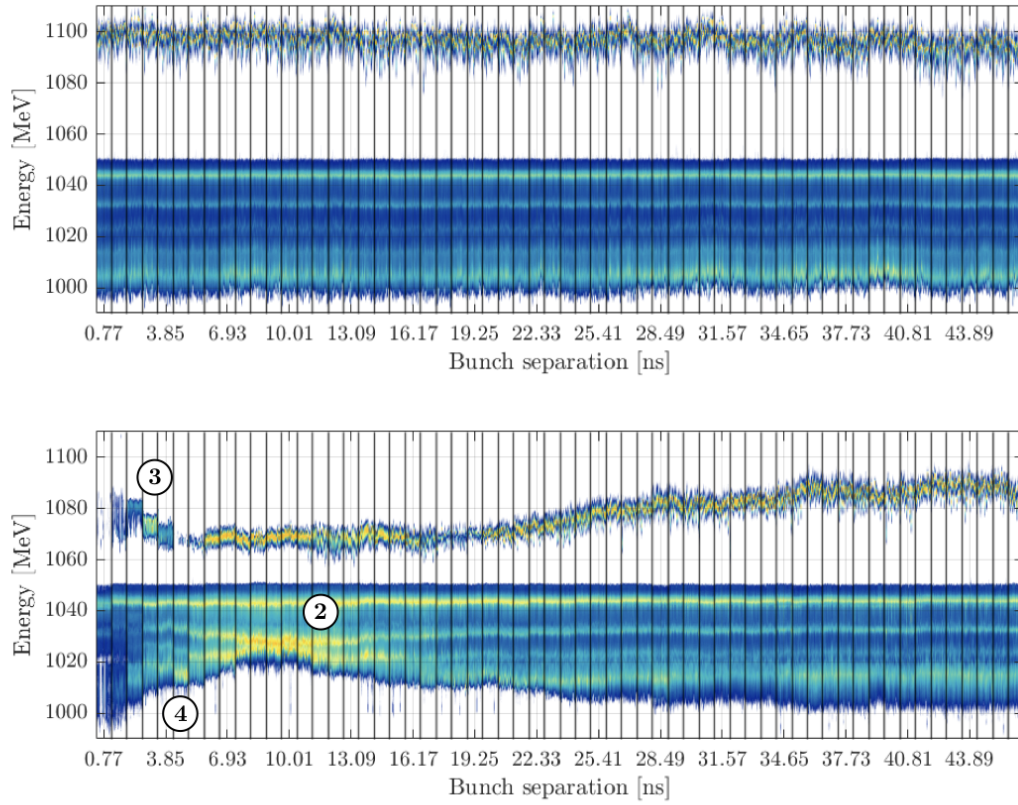 1100
1080
1060
1040
1020
1000
Energy [MeV]
0.77 3.85 6.93 10.01 13.09 16.17 19.25 22.33 25.41 28.49 31.57 34.65 37.73 40.81 43.89
Bunch separation [ns]
1100
1080
1060
1040
1020
1000
Energy [MeV]
3
2
4
0.77 3.85 6.93 10.01 13.09 16.17 19.25 22.33 25.41 28.49 31.57 34.65 37.73 40.81 43.89
Bunch separation [ns]